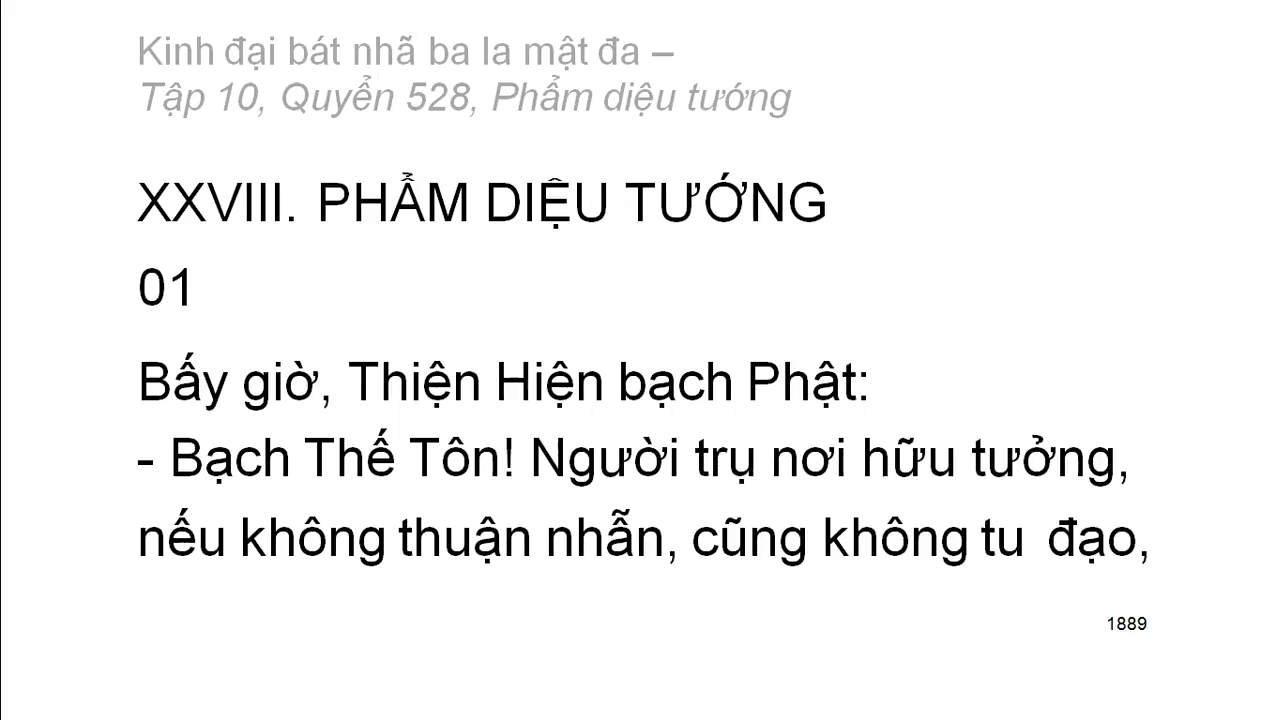 Kinh đại bát nhã ba la mật đa –
Tập 10, Quyển 528, Phẩm diệu tướng
XXVIII. PHẨM DIỆU TƯỚNG
01
Bấy giờ, Thiện Hiện bạch Phật:
- Bạch Thế Tôn! Người trụ nơi hữu tưởng,
nếu không thuận nhẫn, cũng không tu đạo,
1889